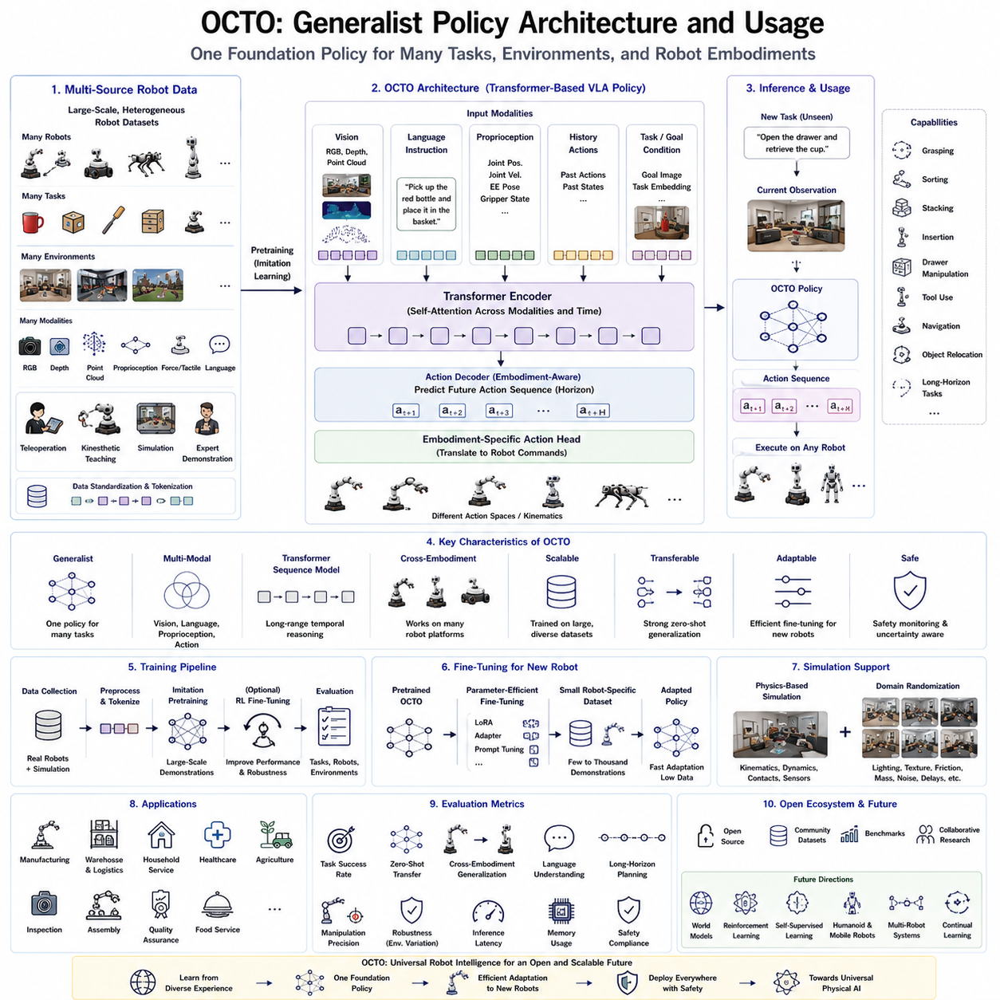 OCTO: Generalist Policy Architecture and Usage
One Foundation Policy for Many Tasks, Environments, and Robot Embodiments
1. Multi-Source Robot Data
Large-Scale, Heterogeneous
Robot Datasets
Many Robots
...
Many Tasks
...
Many Environments
...
Many Modalities
RGB
Depth
Point
Cloud
Proprioception
Force/Tactile
Language
Teleoperation
Kinesthetic
Teaching
Simulation
Expert
Demonstration
Data Standardization & Tokenization
Pretraining
(Imitation
Learning)
2. OCTO Architecture (Transformer-Based VLA Policy)
Input Modalities
Vision
RGB, Depth,
Point Cloud
Language
Instruction
"Pick up the
red bottle and
place it in the
basket."
Proprioception
Joint Pos.
Joint Vel.
EE Pose
Gripper State
...
History
Actions
Past Actions
Past States
...
Task / Goal
Condition
Goal Image
Task Embedding
...
Transformer Encoder
(Self-Attention Across Modalities and Time)
Action Decoder (Embodiment-Aware)
Predict Future Action Sequence (Horizon)
a t+1
a t+2
a t+3
...
a t+H
Embodiment-Specific Action Head
(Translate to Robot Commands)
...
Different Action Spaces / Kinematics
3. Inference & Usage
New Task (Unseen)
"Open the drawer and
retrieve the cup."
Current Observation
OCTO Policy
Action Sequence
a t+1
a t+2
...
Execute on Any Robot
...
Capabilities
Grasping
Sorting
Stacking
Insertion
Drawer
Manipulation
Tool Use
Navigation
Object Relocation
Long-Horizon
Tasks
...
4. Key Characteristics of OCTO
Generalist
One policy for
many tasks
Multi-Modal
Vision, Language,
Proprioception,
Action
Transformer
Sequence Model
Long-range temporal
reasoning
Cross-Embodiment
Works on many
robot platforms
Scalable
Trained on large,
diverse datasets
Transferable
Strong zero-shot
generalization
Adaptable
Efficient fine-tuning for
new robots
Safe
Safety monitoring &
uncertainty aware
5. Training Pipeline
Data Collection
Real Robots
+ Simulation
Preprocess
& Tokenize
Imitation
Pretraining
Large-Scale
Demonstrations
(Optional)
RL Fine-Tuning
Improve Performance
& Robustness
Evaluation
Tasks, Robots,
Environments
6. Fine-Tuning for New Robot
Pretrained
OCTO
Parameter-Efficient
Fine-Tuning
LoRA
Adapter
Prompt Tuning
...
Small Robot-Specific
Dataset
Few to Thousand
Demonstrations
Adapted
Policy
Fast Adaptation
Low Data
7. Simulation Support
Physics-Based
Simulation
Kinematics, Dynamics,
Contacts, Sensors
+
Domain Randomization
Lighting, Texture, Friction,
Mass, Noise, Delays, etc.
8. Applications
Manufacturing
Warehosse
& Logistics
Household
Service
Healthcare
Agriculture
Inspection
Assembly
Quality
Assurance
Food Service
...
9. Evaluation Metrics
Task Success
Rate
Zero-Shot
Transfer
Cross-Embodiment
Generalization
Language
Understanding
Long-Horizon
Planning
Manipulation
Precision
Robustness
(Env. Variation)
Inference
Latency
Memory
Usage
Safety
Compliance
10. Open Ecosystem & Future
Open
Source
Community
Datasets
Benchmarks
Collaborative
Research
Future Directions
World
Models
Reinforcement
Learning
Self-Supervised
Learning
Humanoid &
Mobile Robots
Multi-Robot
Systems
Continual
Learning
OCTO: Universal Robot Intelligence for an Open and Scalable Future
Learn from
Diverse Experience
One Foundation
Policy
Efficient Adaptation
to New Robots
Deploy Everywhere
with Safety
Towards Universal
Physical AI